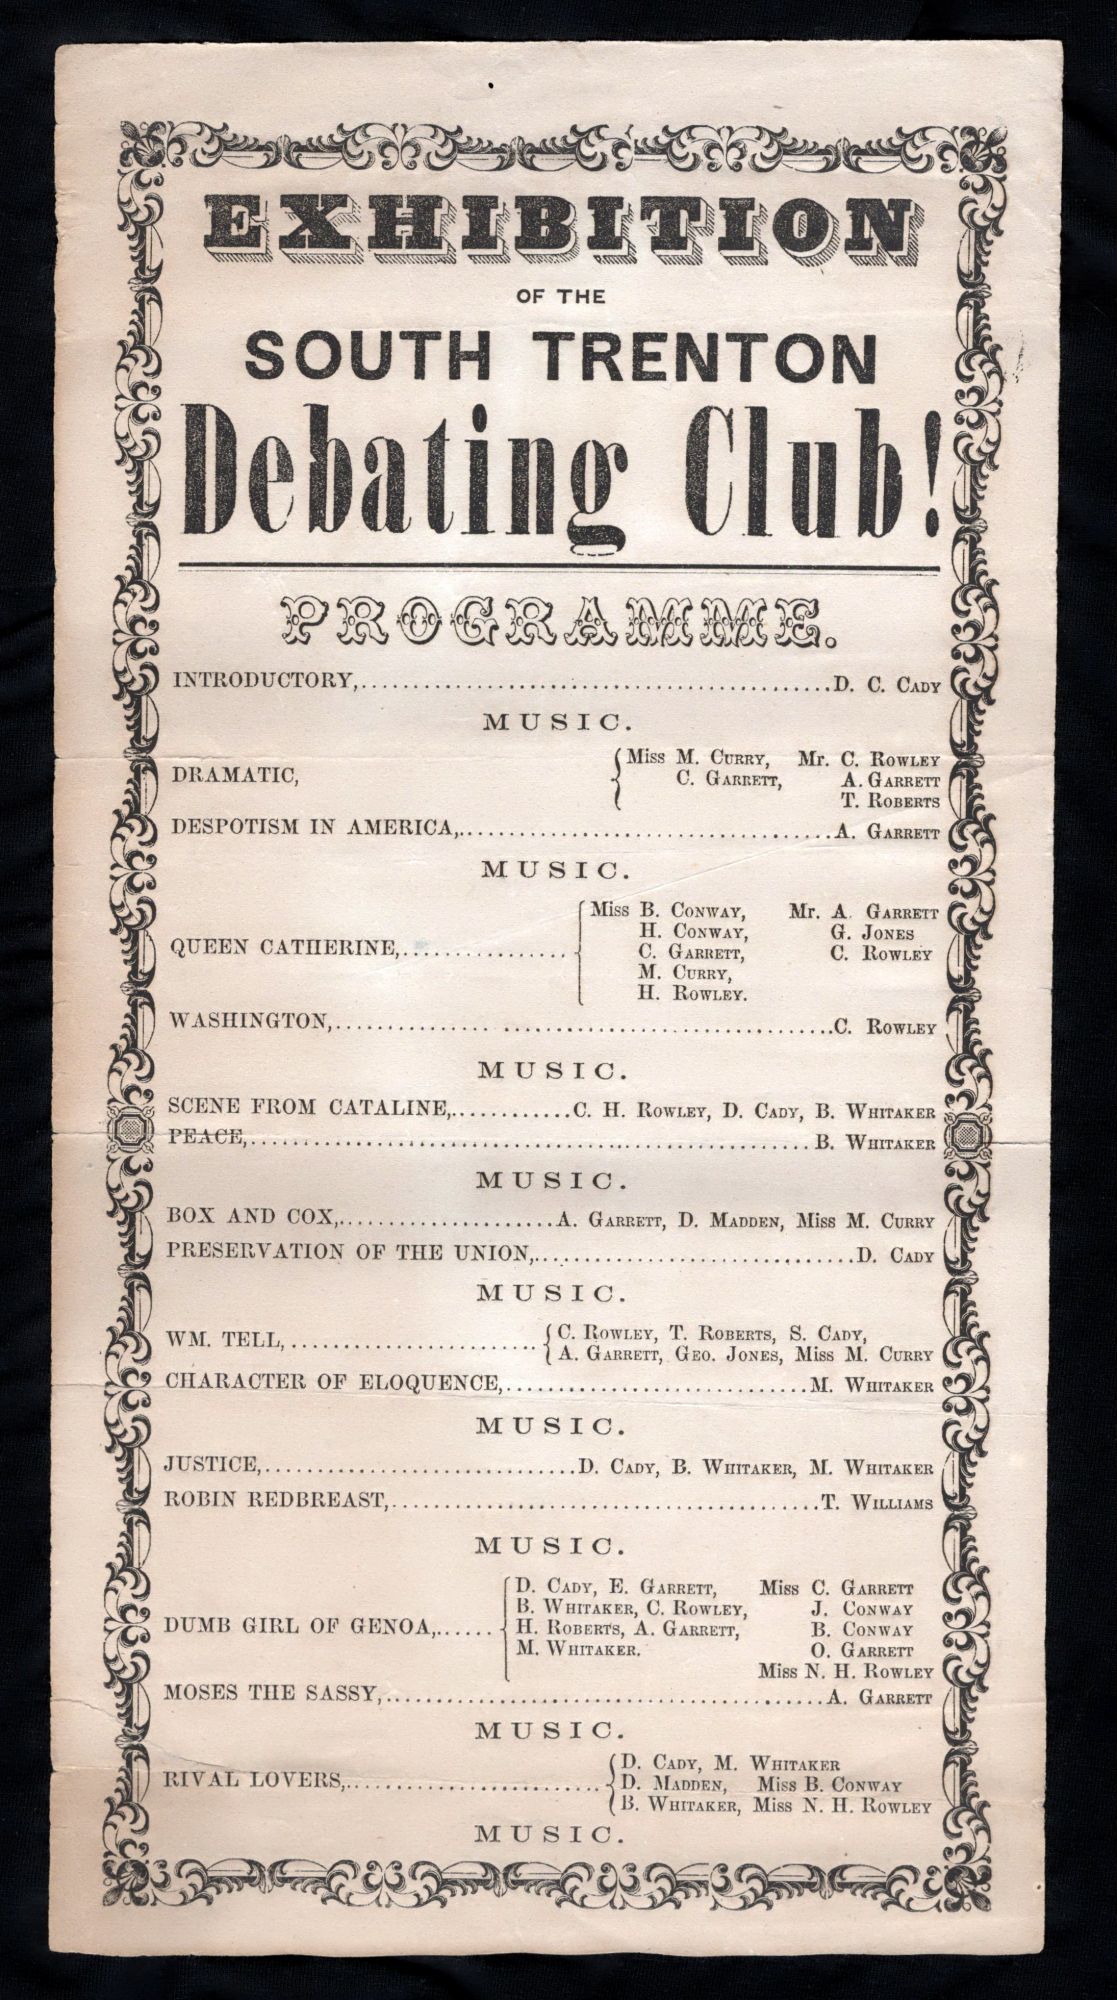 EXHIBITION
OF THE
SOUTH TRENTON
Debating Club!
PROGRAMME.
INTRODUCTORY,............................................D. C. CADY
MUSIC.
DRAMATIC, { Miss M. CURRY, Mr. C. ROWLEY
C. GARRETT, A. GARRETT
T. ROBERTS
DESPOTISM IN AMERICA,...................................A. GARRETT
MUSIC.
QUEEN CATHERINE,................ { Miss B. CONWAY, Mr. A. GARRETT
H. CONWAY, G. JONES
C. GARRETT, C. ROWLEY
M. CURRY,
H. ROWLEY.
WASHINGTON,............... ................................C. ROWLEY
MUSIC.
SCENE FROM CATALINE,...........C. H. ROWLEY, D. CADY, B. WHITAKER
PEACE,......................................................B. WHITAKER
MUSIC.
BOX AND COX,....................A. GARRETT, D. MADDEN, Miss M. CURRY
PRESERVATION OF THE UNION,..............................D. CADY
MUSIC.
WM. TELL,........................ { C. ROWLEY, T. ROBERTS, S. CADY,
A. GARRETT, GEO. JONES, Miss M. CURRY
CHARACTER OF ELOQUENCE,.............................M. WHITAKER
MUSIC.
JUSTICE,..............................D. CADY, B. WHITAKER, M. WHITAKER
ROBIN REDBREAST,.........................................T. WILLIAMS
MUSIC.
DUMB GIRL OF GENOA,...... { D. CADY, E. GARRETT, Miss C. GARRETT
B. WHITAKER, C. ROWLEY, J. CONWAY
H. ROBERTS, A. GARRETT, B. CONWAY
M. WHITAKER. O. GARRETT
Miss N. H. ROWLEY
MOSES THE SASSY,..........................................A. GARRETT
MUSIC.
RIVAL LOVERS,........................ { D. CADY, M. WHITAKER
D. MADDEN, Miss B. CONWAY
B. WHITAKER, Miss N. H. ROWLEY
MUSIC.